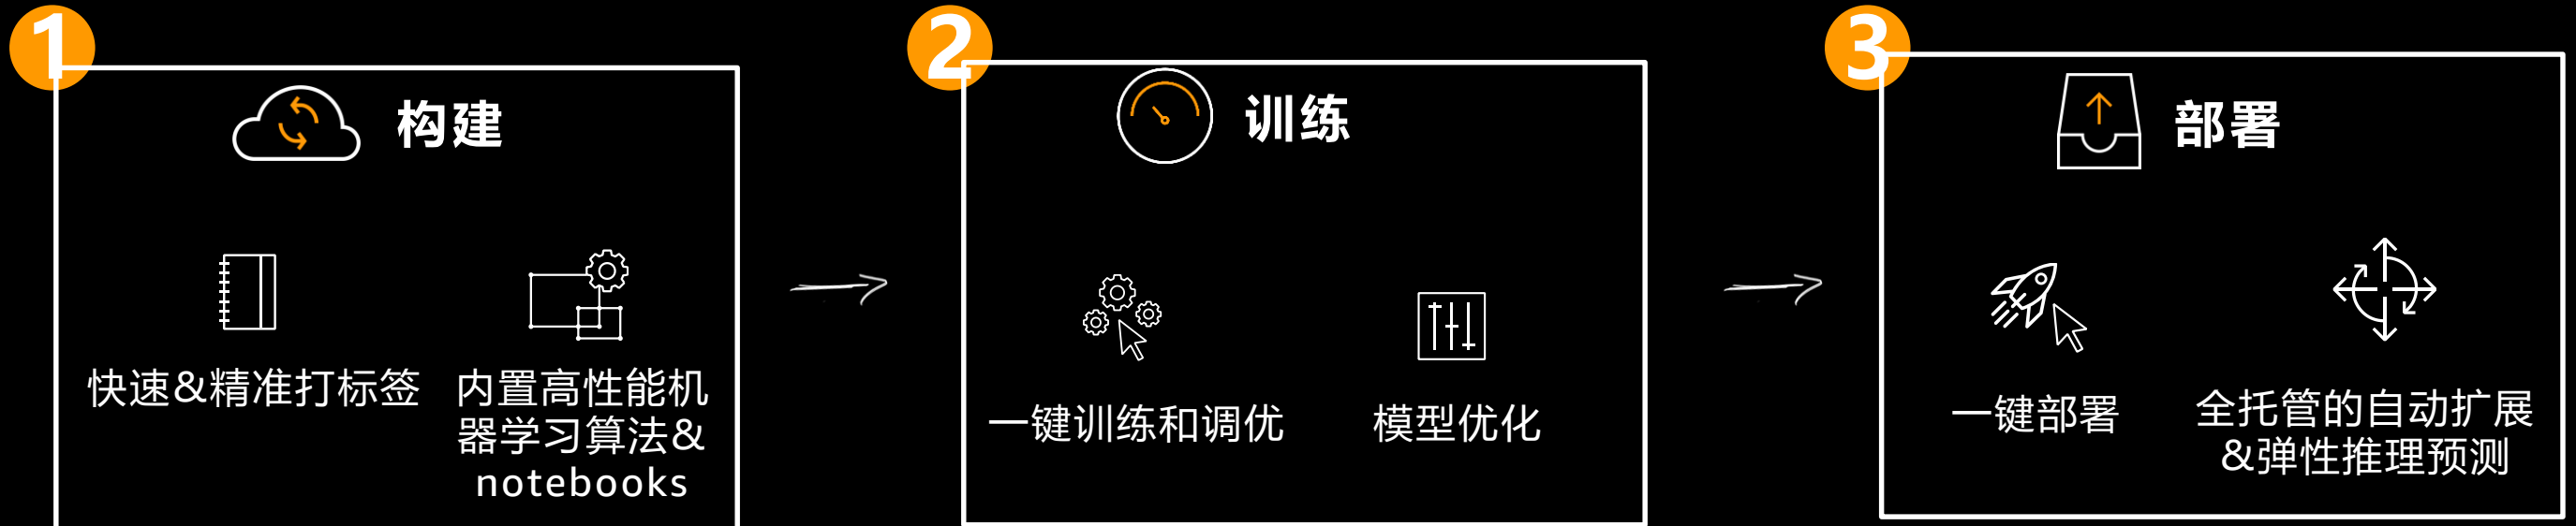 1
构建
快速&精准打标签
内置高性能机
器学习算法&
notebooks
2
训练
一键训练和调优
模型优化
3
部署
一键部署
全托管的自动扩展
&弹性推理预测